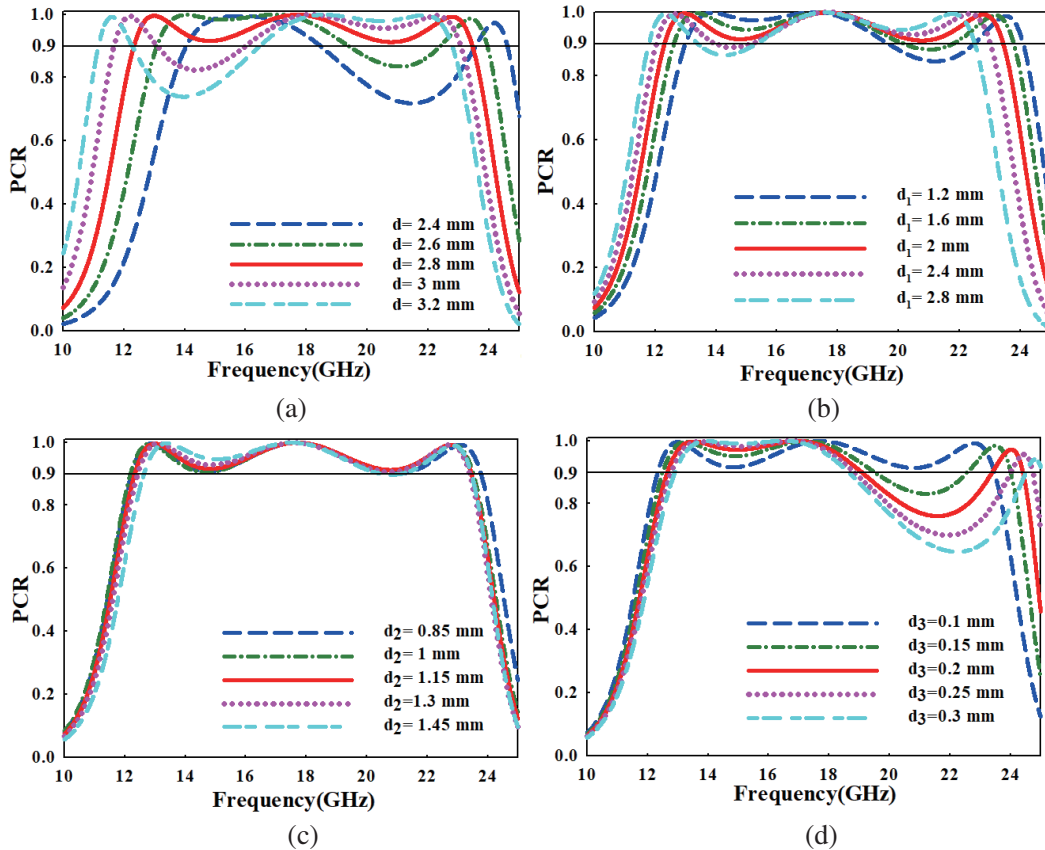 1.0
0.9
0.8
0.6
0.4
0.2
0.0
PCR
d= 2.4 mm
d= 2.6 mm
d= 2.8 mm
d= 3 mm
d= 3.2 mm
10 12 14 16 18 20 22 24
Frequency(GHz)
(a)
1.0
0.9
0.8
0.6
0.4
0.2
0.0
PCR
d1= 1.2 mm
d1= 1.6 mm
d1= 2 mm
d1= 2.4 mm
d1= 2.8 mm
10 12 14 16 18 20 22 24
Frequency(GHz)
(b)
1.0
0.9
0.8
0.6
0.4
0.2
0.0
PCR
d2= 0.85 mm
d2= 1 mm
d2= 1.15 mm
d2= 1.3 mm
d2= 1.45 mm
10 12 14 16 18 20 22 24
Frequency(GHz)
(c)
1.0
0.9
0.8
0.6
0.4
0.2
0.0
PCR
d3=0.1 mm
d3=0.15 mm
d3=0.2 mm
d3=0.25 mm
d3=0.3 mm
10 12 14 16 18 20 22 24
Frequency(GHz)
(d)